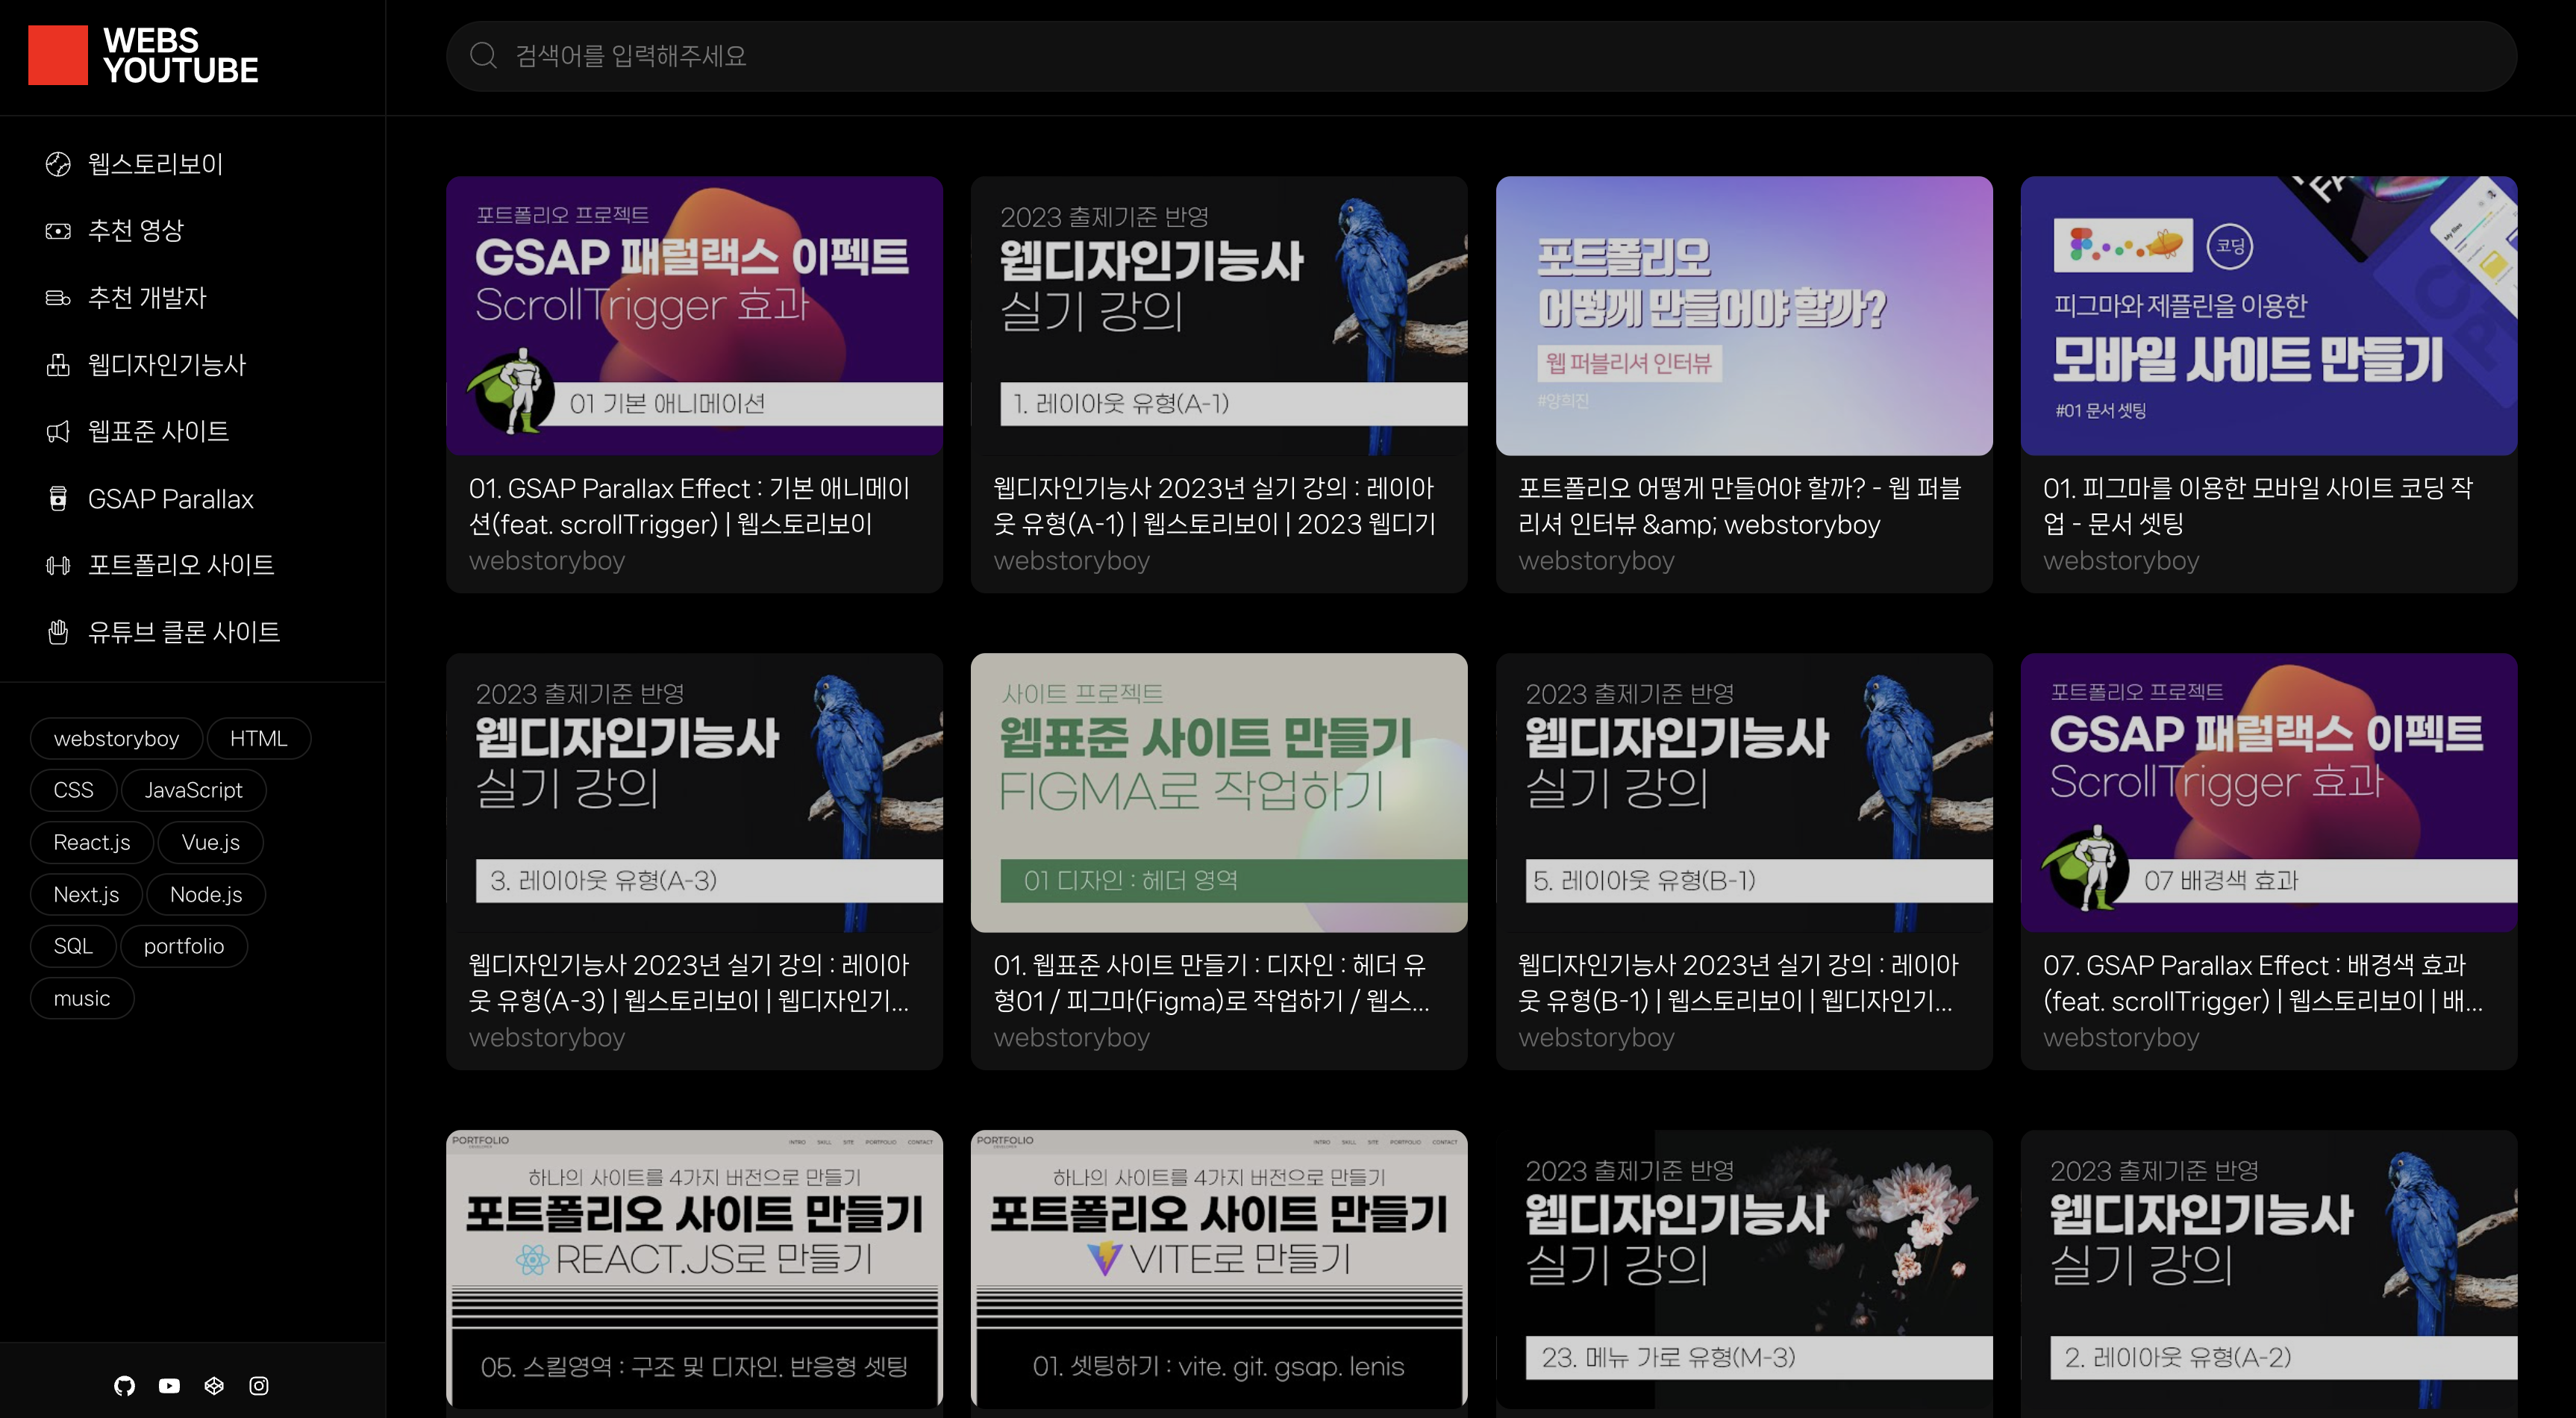 WEBS
YOUTUBE
검색어를 입력해주세요
웹스토리보이
추천 영상
추천 개발자
웹디자인기능사
웹표준 사이트
GSAP Parallax
포트폴리오 사이트
유튜브 클론 사이트
webstoryboy
HTML
CSS
JavaScript
React.js
Vue.js
Next.js
Node.js
SQL
portfolio
music
포트폴리오 프로젝트
GSAP 패럴랙스 이펙트
ScrollTrigger 효과
01 기본 애니메이션
01. GSAP Parallax Effect : 기본 애니메이
션(feat. scrollTrigger) | 웹스토리보이
webstoryboy
2023 출제기준 반영
웹디자인기능사
실기 강의
1. 레이아웃 유형(A-1)
웹디자인기능사 2023년 실기 강의 : 레이아
웃 유형(A-1) | 웹스토리보이 | 2023 웹디기
webstoryboy
포트폴리오
어떻게 만들어야 할까?
웹 퍼블리셔 인터뷰
#양희진
포트폴리오 어떻게 만들어야 할까? - 웹 퍼블
리셔 인터뷰 &amp; webstoryboy
webstoryboy
코딩
피그마와 제플린을 이용한
모바일 사이트 만들기
#01 문서 셋팅
01. 피그마를 이용한 모바일 사이트 코딩 작
업 - 문서 셋팅
webstoryboy
2023 출제기준 반영
웹디자인기능사
실기 강의
3. 레이아웃 유형(A-3)
웹디자인기능사 2023년 실기 강의 : 레이아
웃 유형(A-3) | 웹스토리보이 | 웹디자인기...
webstoryboy
사이트 프로젝트
웹표준 사이트 만들기
FIGMA로 작업하기
01 디자인 : 헤더 영역
01. 웹표준 사이트 만들기 : 디자인 : 헤더 유
형01 / 피그마(Figma)로 작업하기 / 웹스...
webstoryboy
2023 출제기준 반영
웹디자인기능사
실기 강의
5. 레이아웃 유형(B-1)
웹디자인기능사 2023년 실기 강의 : 레이아
웃 유형(B-1) | 웹스토리보이 | 웹디자인기...
webstoryboy
포트폴리오 프로젝트
GSAP 패럴랙스 이펙트
ScrollTrigger 효과
07 배경색 효과
07. GSAP Parallax Effect : 배경색 효과
(feat. scrollTrigger) | 웹스토리보이 | 배...
webstoryboy
PORTFOLIO
INTRO SKILL SITE PORTFOLIO CONTACT
하나의 사이트를 4가지 버전으로 만들기
포트폴리오 사이트 만들기
REACT.JS로 만들기
05. 스킬영역 : 구조 및 디자인. 반응형 셋팅
PORTFOLIO
INTRO SKILL SITE PORTFOLIO CONTACT
하나의 사이트를 4가지 버전으로 만들기
포트폴리오 사이트 만들기
VITE로 만들기
01. 셋팅하기 : vite. git. gsap. lenis
2023 출제기준 반영
웹디자인기능사
실기 강의
23. 메뉴 가로 유형(M-3)
2023 출제기준 반영
웹디자인기능사
실기 강의
2. 레이아웃 유형(A-2)